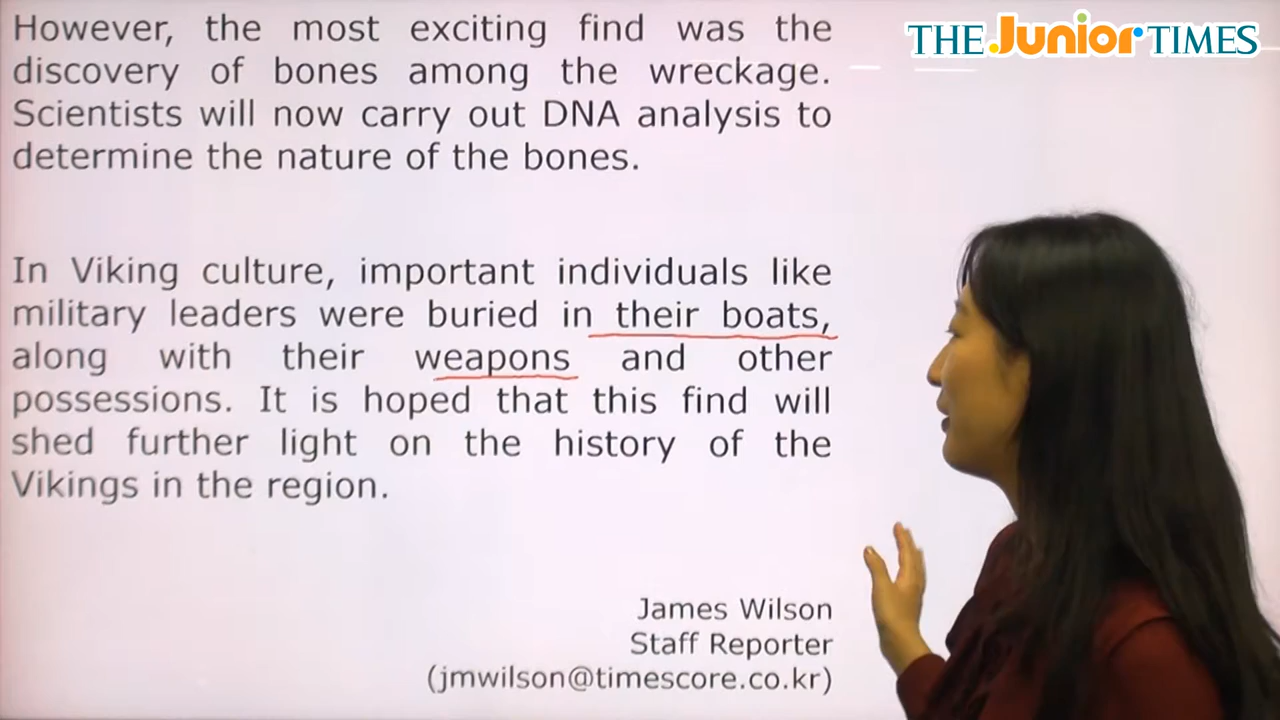 THE Junior TIMES
However, the most exciting find was the
discovery of bones among the wreckage.
Scientists will now carry out DNA analysis to
determine the nature of the bones.
In Viking culture, important individuals like
military leaders were buried in their boats,
along with their weapons and other
possessions. It is hoped that this find will
shed further light on the history of the
Vikings in the region.
James Wilson
Staff Reporter
(jmwilson@timescore.co.kr)